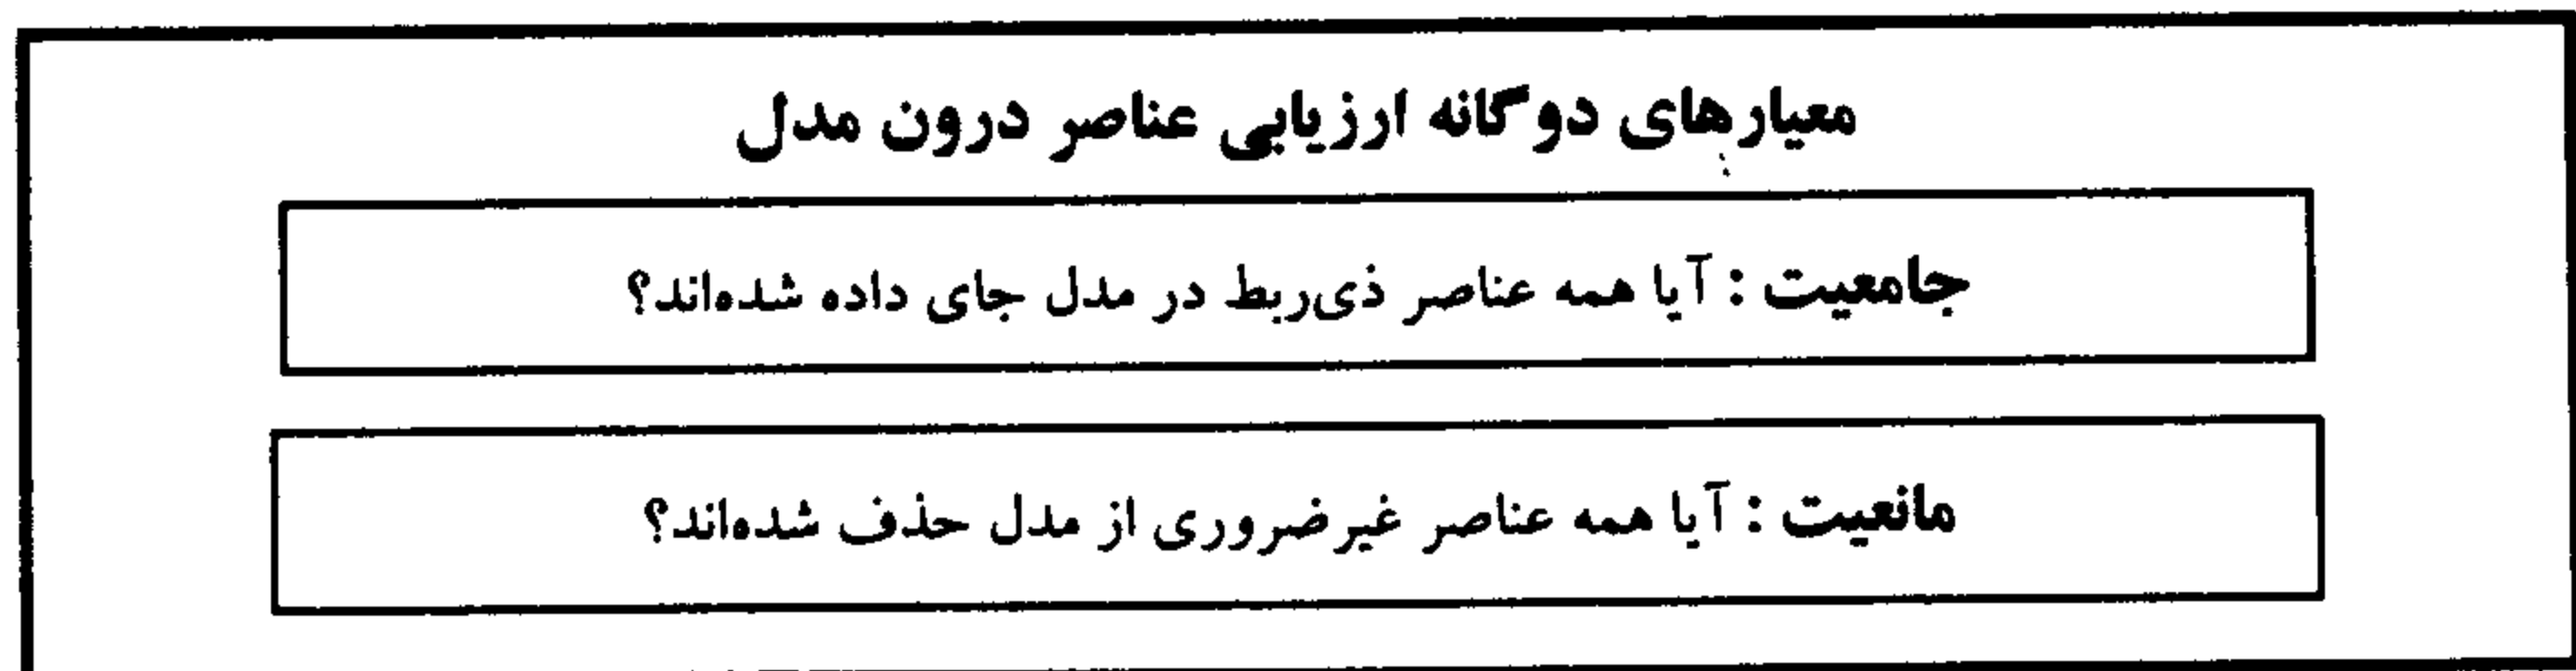 معیارهای دوگانه ارزیابی عناصر درون مدل
جامعیت : آیا همه عناصر ذی‌ربط در مدل جای داده شده‌اند؟
مانعیت : آیا همه عناصر غیرضروری از مدل حذف شده‌اند؟